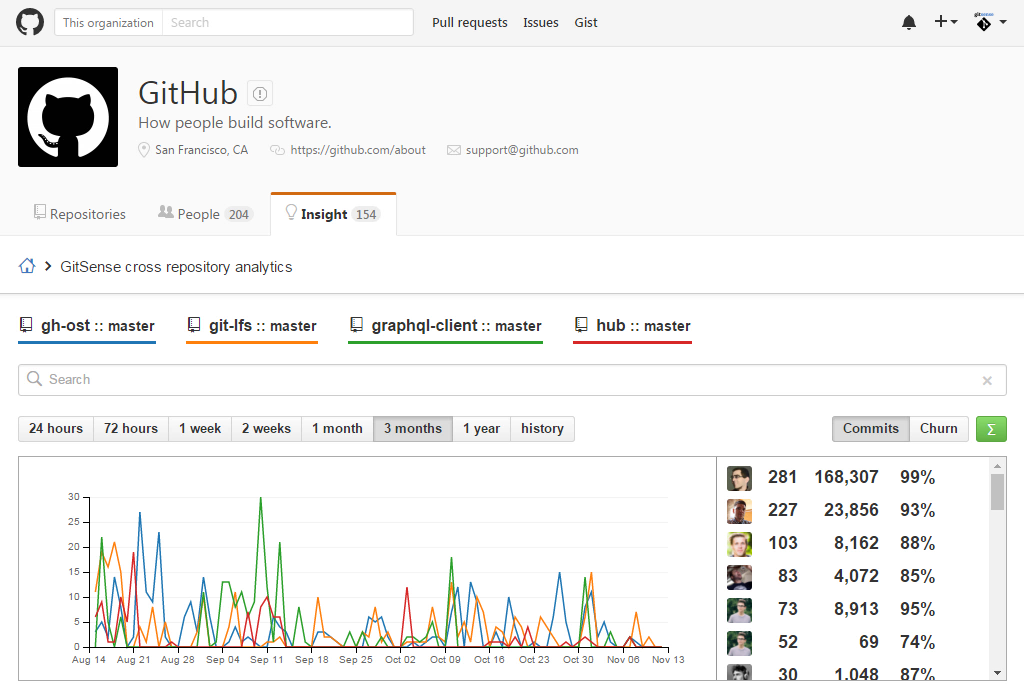 This organization Search Pull requests Issues Gist
GitHub
How people build software.
San Francisco, CA https://github.com/about support@github.com
Repositories People 204 Insight 154
GitSense cross repository analytics
gh-ost :: master git-lfs :: master graphql-client :: master hub :: master
Search
24 hours 72 hours 1 week 2 weeks 1 month 3 months 1 year history Commits Churn Σ
30
25
20
15
10
5
0
Aug 14 Aug 21 Aug 28 Sep 04 Sep 11 Sep 18 Sep 25 Oct 02 Oct 09 Oct 16 Oct 23 Oct 30 Nov 06 Nov 13
281 168,307 99%
227 23,856 93%
103 8,162 88%
83 4,072 85%
73 8,913 95%
52 69 74%
30 1,048 87%